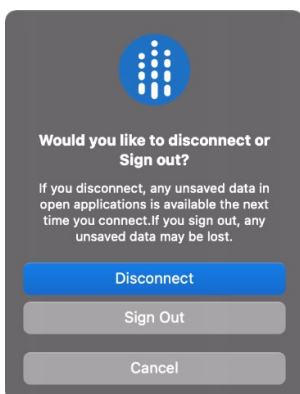 Would you like to disconnect or
Sign out?
If you disconnect, any unsaved data in
open applications is available the next
time you connect.If you sign out, any
unsaved data may be lost.
Disconnect
Sign Out
Cancel